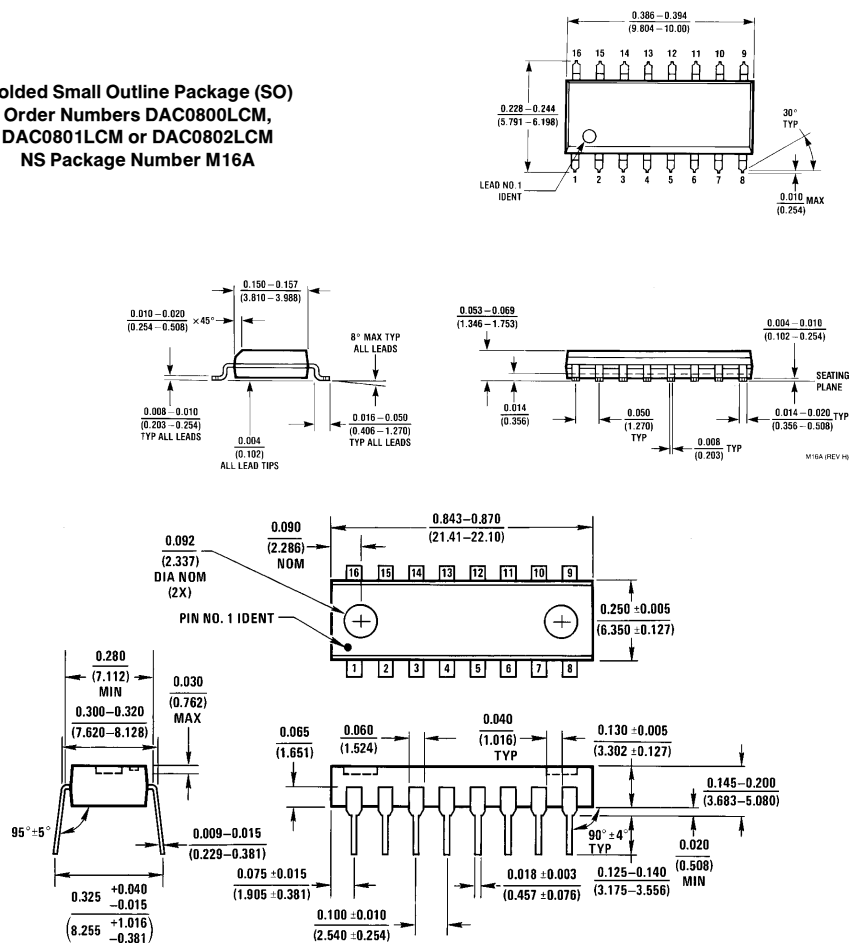 olded Small Outline Package (SO)
Order Numbers DAC0800LCM,
DAC0801LCM or DAC0802LCM
NS Package Number M16A
0.386–0.394
(9.804–10.00)
16 15 14 13 12 11 10 9
0.228–0.244
(5.791–6.198)
30°
TYP
LEAD NO.1
IDENT
1 2 3 4 5 6 7 8
0.010 MAX
(0.254)
0.150–0.157
(3.810–3.988)
0.010–0.020 ×45°
(0.254–0.508)
8° MAX TYP
ALL LEADS
0.008–0.010
(0.203–0.254)
TYP ALL LEADS
0.004
(0.102)
ALL LEAD TIPS
0.016–0.050
(0.406–1.270)
TYP ALL LEADS
0.053–0.069
(1.346–1.753)
0.004–0.010
(0.102–0.254)
SEATING
PLANE
0.014
(0.356)
0.050
(1.270)
TYP
0.008 TYP
(0.203)
0.014–0.020 TYP
(0.356–0.508)
M16A (REV H)
0.092
(2.337)
DIA NOM
(2X)
0.090
(2.286)
NOM
0.843–0.870
(21.41–22.10)
16 15 14 13 12 11 10 9
PIN NO. 1 IDENT
0.250 ±0.005
(6.350 ±0.127)
1 2 3 4 5 6 7 8
0.280
(7.112)
MIN
0.030
(0.762)
MAX
0.300–0.320
(7.620–8.128)
95°±5°
0.009–0.015
(0.229–0.381)
0.325 +0.040
-0.015
(8.255 +1.016
-0.381)
0.065
(1.651)
0.060
(1.524)
0.040
(1.016)
TYP
0.130 ±0.005
(3.302 ±0.127)
0.145–0.200
(3.683–5.080)
90° ±4°
TYP
0.020
(0.508)
MIN
0.075 ±0.015
(1.905 ±0.381)
0.100 ±0.010
(2.540 ±0.254)
0.018 ±0.003
(0.457 ±0.076)
0.125–0.140
(3.175–3.556)